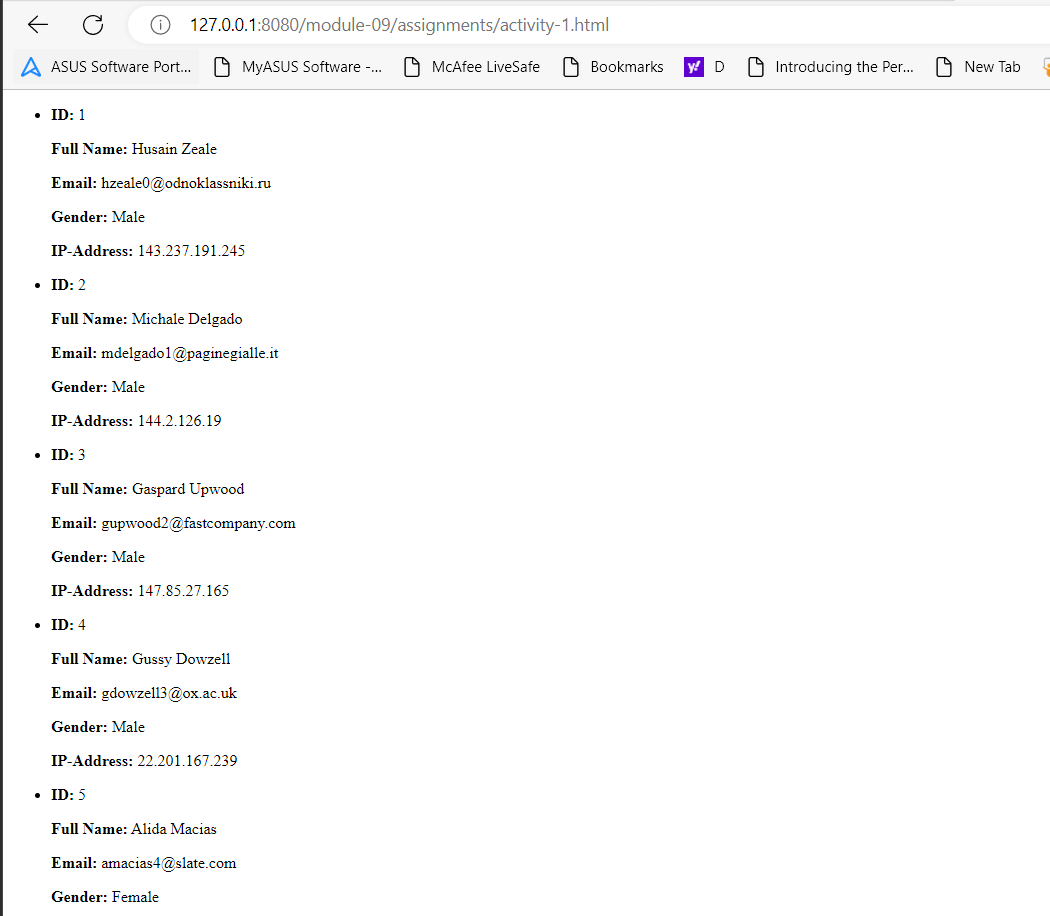 127.0.0.1:8080/module-09/assignments/activity-1.html
ASUS Software Port... MyASUS Software -... McAfee LiveSafe Bookmarks y! D Introducing the Per... New Tab
• ID: 1
Full Name: Husain Zeale
Email: hzeale0@odnoklassniki.ru
Gender: Male
IP-Address: 143.237.191.245
• ID: 2
Full Name: Michale Delgado
Email: mdelgado1@paginegialle.it
Gender: Male
IP-Address: 144.2.126.19
• ID: 3
Full Name: Gaspard Upwood
Email: gupwood2@fastcompany.com
Gender: Male
IP-Address: 147.85.27.165
• ID: 4
Full Name: Gussy Dowzell
Email: gdowzell3@ox.ac.uk
Gender: Male
IP-Address: 22.201.167.239
• ID: 5
Full Name: Alida Macias
Email: amacias4@slate.com
Gender: Female